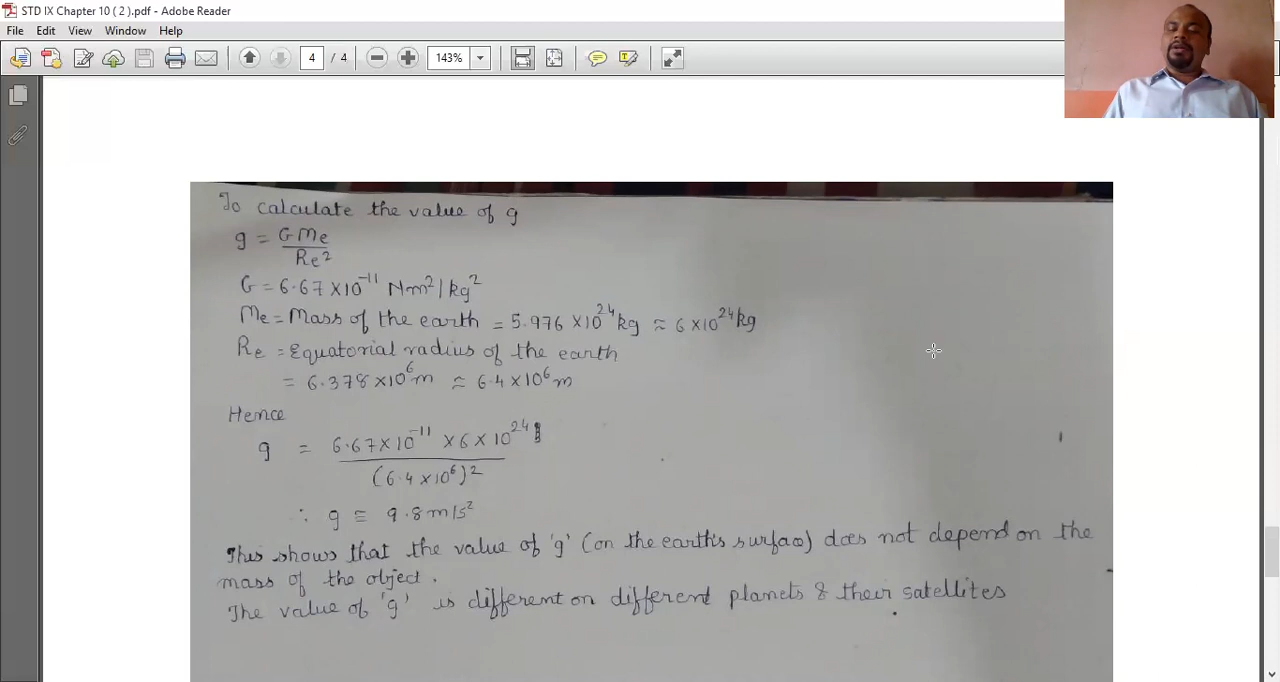 STD IX Chapter 10 ( 2 ).pdf - Adobe Reader
File Edit View Window Help
4 / 4 143%
To calculate the value of g
g = GMe
Re²
G = 6.67 × 10⁻¹¹ Nm²/kg²
Me = Mass of the earth = 5.976 × 10²⁴ kg ≈ 6 × 10²⁴ kg
Re = Equatorial radius of the earth
= 6.378 × 10⁶ m ≈ 6.4 × 10⁶ m
Hence
g = 6.67 × 10⁻¹¹ × 6 × 10²⁴
(6.4 × 10⁶)²
∴ g ≅ 9.8 m/s²
This shows that the value of 'g' (on the earth's surface) does not depend on the
mass of the object.
The value of 'g' is different on different planets & their satellites